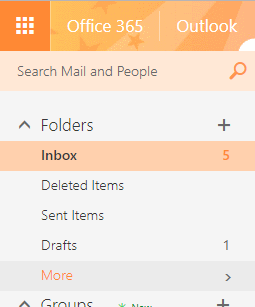 Office 365 Outlook
Search Mail and People
Folders
Inbox 5
Deleted Items
Sent Items
Drafts 1
More
Groups New